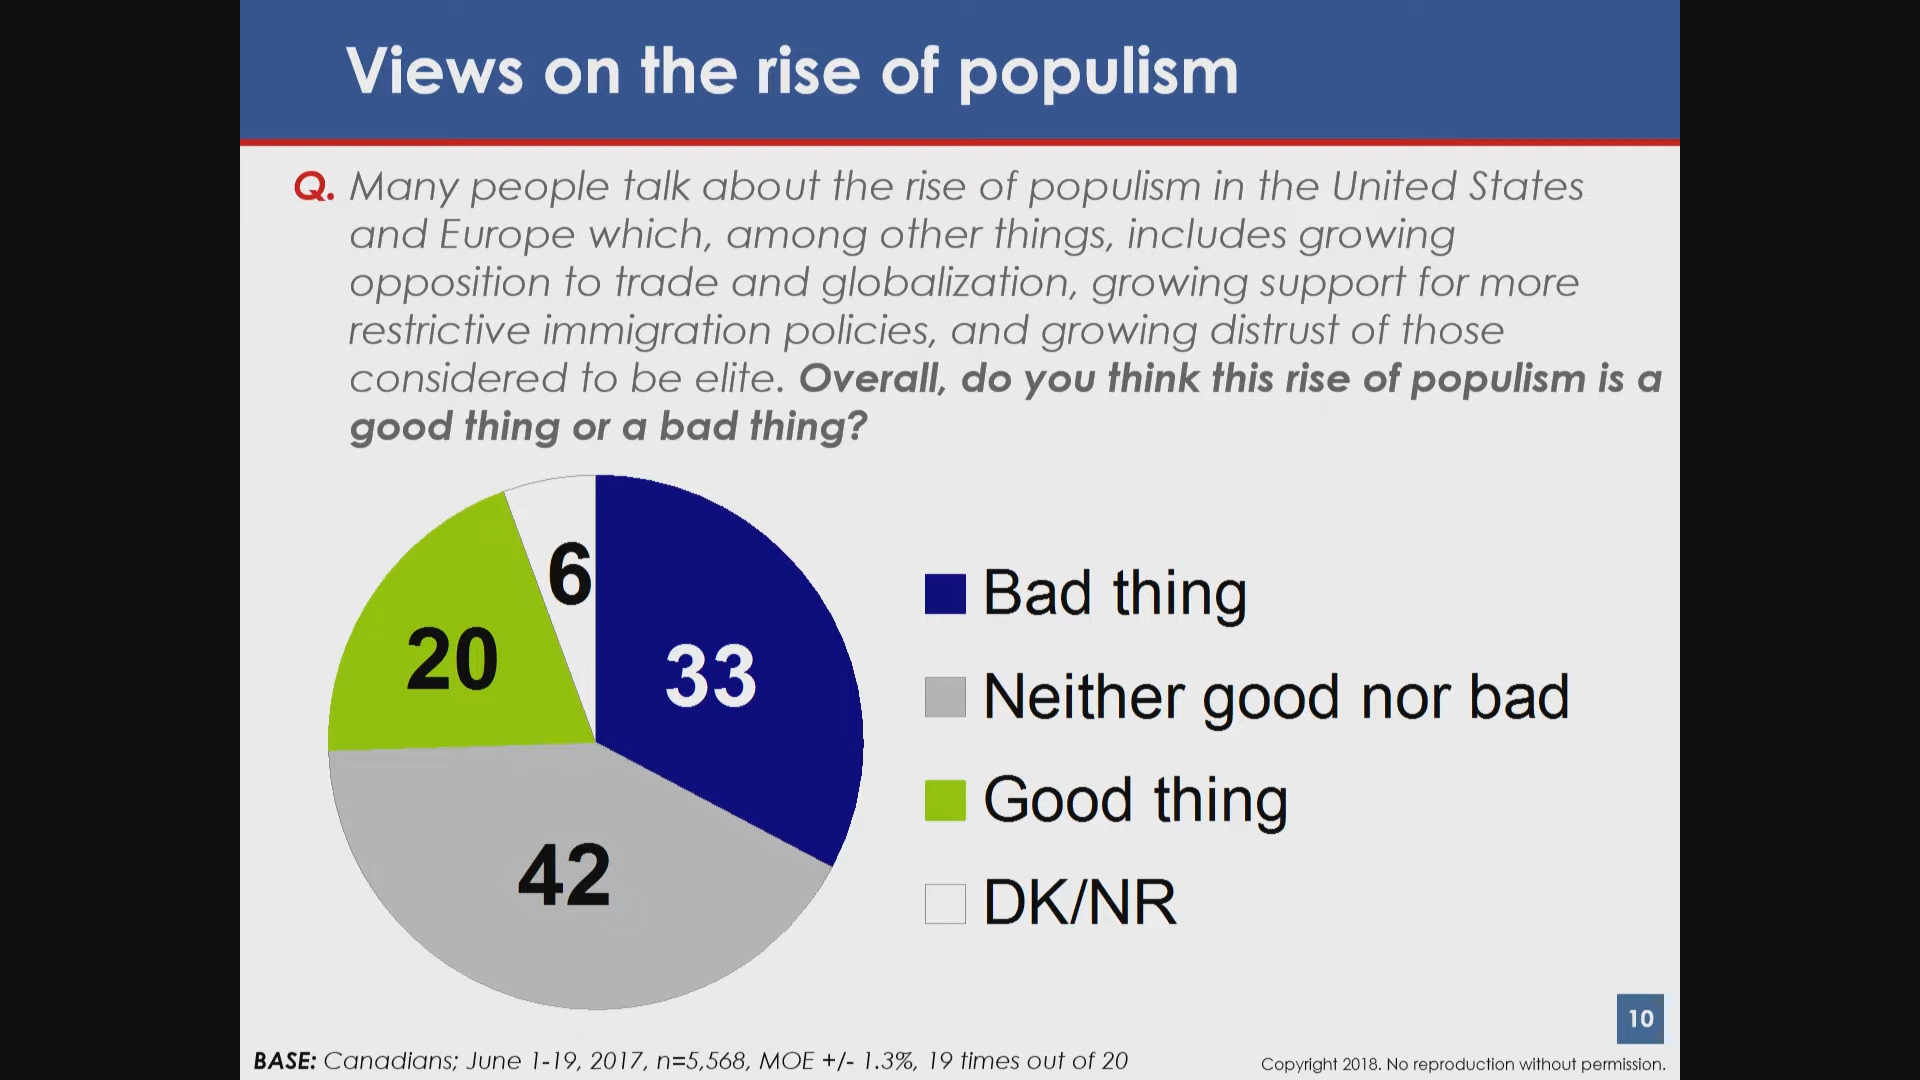 Views on the rise of populism
Q. Many people talk about the rise of populism in the United States
and Europe which, among other things, includes growing
opposition to trade and globalization, growing support for more
restrictive immigration policies, and growing distrust of those
considered to be elite. Overall, do you think this rise of populism is a
good thing or a bad thing?
6
20
33
42
Bad thing
Neither good nor bad
Good thing
DK/NR
10
BASE: Canadians; June 1-19, 2017, n=5,568, MOE +/- 1.3%, 19 times out of 20
Copyright 2018. No reproduction without permission.